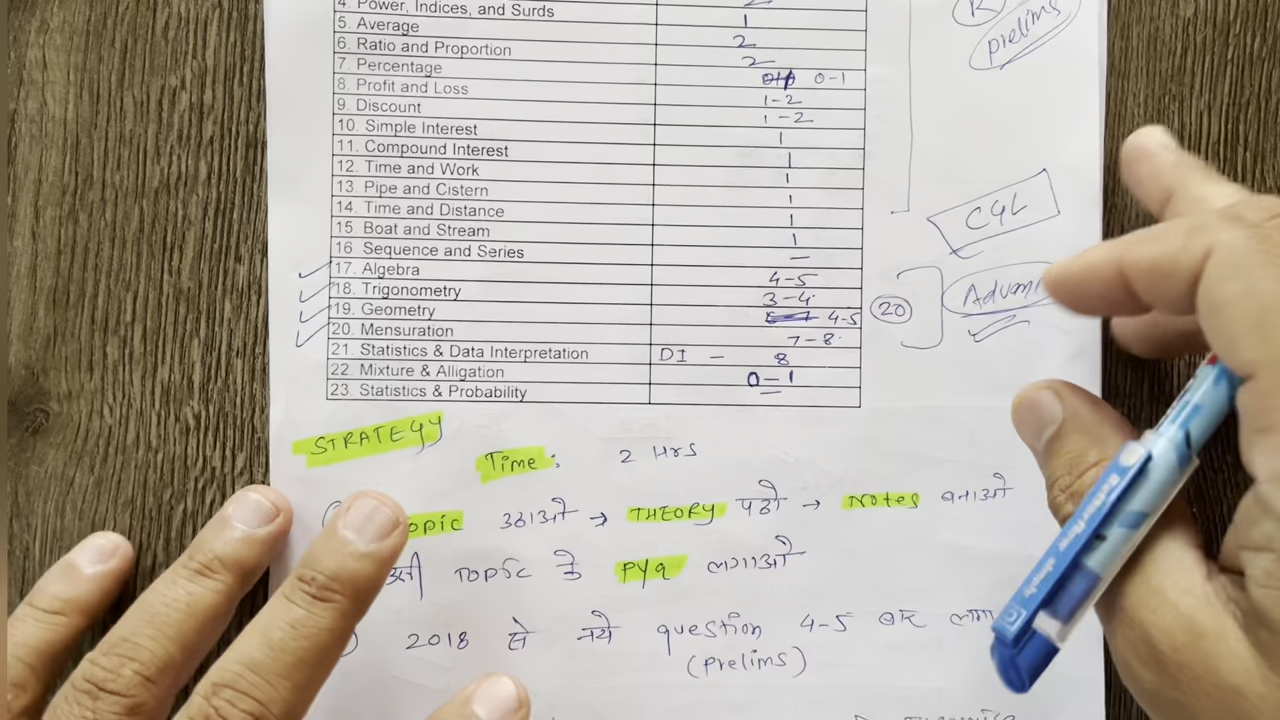 4. Power, Indices, and Surds
5. Average 1
6. Ratio and Proportion 2
7. Percentage 2
8. Profit and Loss 0-1
9. Discount 1-2
10. Simple Interest 1-2
11. Compound Interest 1
12. Time and Work 1
13. Pipe and Cistern 1
14. Time and Distance 1
15. Boat and Stream 1
16 Sequence and Series 1
17. Algebra –
18. Trigonometry 4-5
19. Geometry 3-4
20. Mensuration 4-5
21. Statistics & Data Interpretation DI – 7-8
22. Mixture & Alligation 8
23. Statistics & Probability 0-1
prelims
CGL
20
Advan
STRATEGY
Time: 2 Hrs
opic उठाओ → THEORY पढो → Notes बनाओ
TOPIC के PYq लगाओ
2018 से नये question 4-5 बार लगा
(prelims)